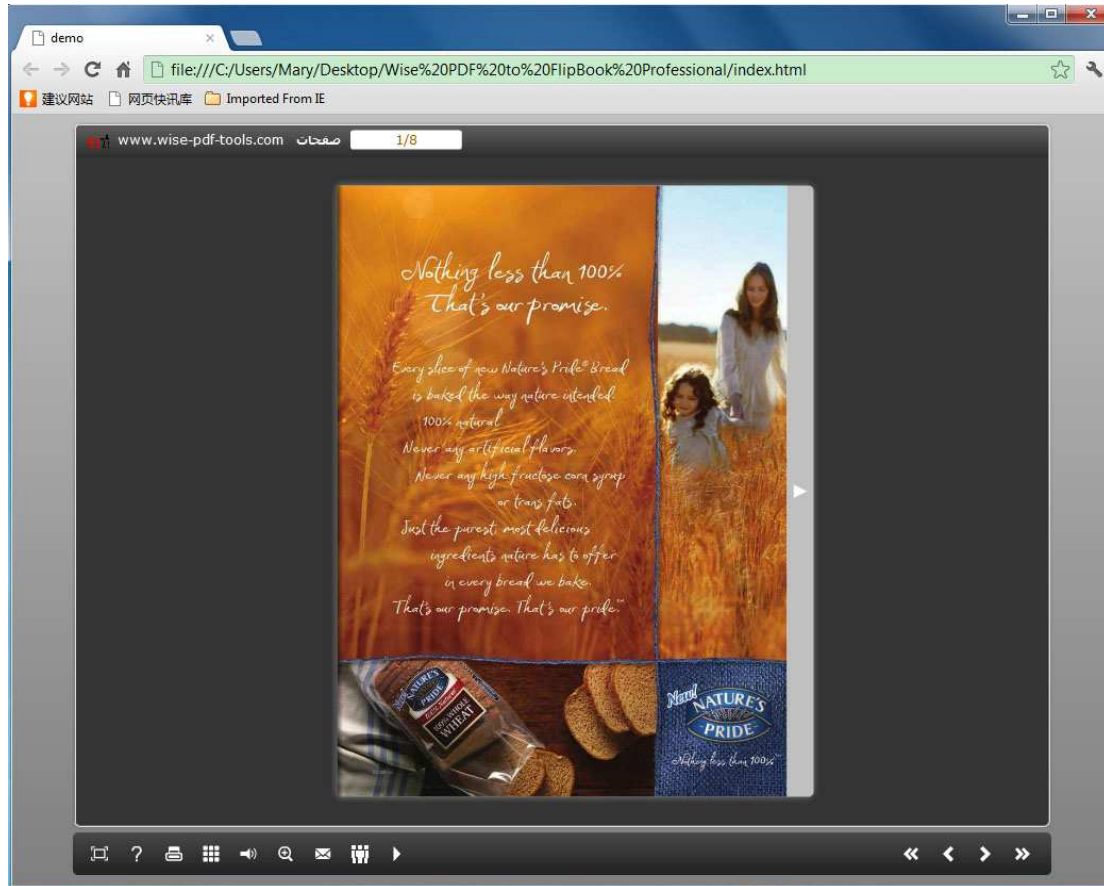 demo
file:///C:/Users/Mary/Desktop/Wise%20PDF%20to%20FlipBook%20Professional/index.html
建议网站 网页快讯库 Imported From IE
www.wise-pdf-tools.com صفحات 1/8
Nothing less than 100%
That's our promise.
Every slice of new Nature's Pride® Bread
is baked the way nature intended.
100% natural
Never any artificial flavors.
Never any high fructose corn syrup
or trans fats.
Just the purest, most delicious
ingredients nature has to offer
in every bread we bake.
That's our promise. That's our pride.™
NATURE'S
PRIDE
100% Natural
100% WHOLE
WHEAT
New!
NATURE'S
PRIDE
Nothing less than 100%™